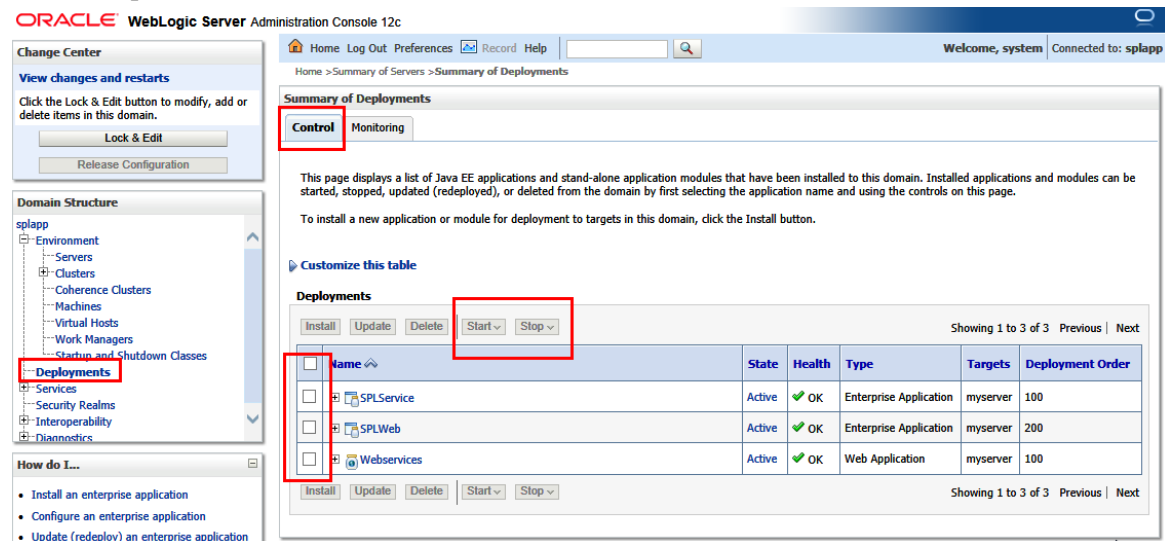 ORACLE WebLogic Server Administration Console 12c
Change Center
View changes and restarts
Click the Lock & Edit button to modify, add or
delete items in this domain.
Lock & Edit
Release Configuration
Domain Structure
splapp
Environment
Servers
Clusters
Coherence Clusters
Machines
Virtual Hosts
Work Managers
Startup and Shutdown Classes
Deployments
Services
Security Realms
Interoperability
Diagnostics
How do I...
• Install an enterprise application
• Configure an enterprise application
• Update (redeploy) an enterprise application
Home Log Out Preferences Record Help
Welcome, system Connected to: splapp
Home >Summary of Servers >Summary of Deployments
Summary of Deployments
Control Monitoring
This page displays a list of Java EE applications and stand-alone application modules that have been installed to this domain. Installed applications and modules can be
started, stopped, updated (redeployed), or deleted from the domain by first selecting the application name and using the controls on this page.
To install a new application or module for deployment to targets in this domain, click the Install button.
Customize this table
Deployments
Install Update Delete Start Stop Showing 1 to 3 of 3 Previous | Next
Name State Health Type Targets Deployment Order
SPLService Active OK Enterprise Application myserver 100
SPLWeb Active OK Enterprise Application myserver 200
Webservices Active OK Web Application myserver 100
Install Update Delete Start Stop Showing 1 to 3 of 3 Previous | Next